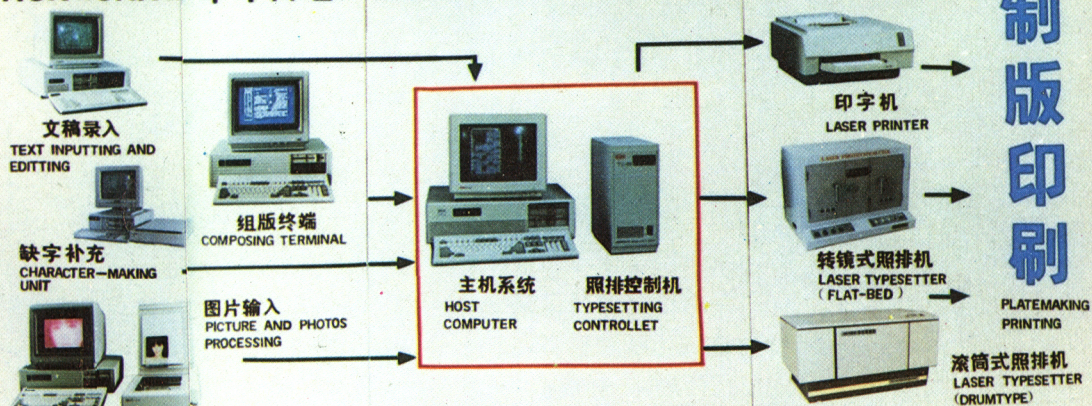 文稿录入
TEXT INPUTTING AND
EDITTING
缺字补充
CHARACTER—MAKING
UNIT
组版终端
COMPOSING TERMINAL
图片输入
PICTURE AND PHOTOS
PROCESSING
主机系统
HOST
COMPUTER
照排控制机
TYPESETTING
CONTROLLET
印字机
LASER PRINTER
转镜式照排机
LASER TYPESETTER
(FLAT-BED)
滚筒式照排机
LASER TYPESETTER
(DRUMTYPE)
制
版
印
刷
PLATEMAKING
PRINTING